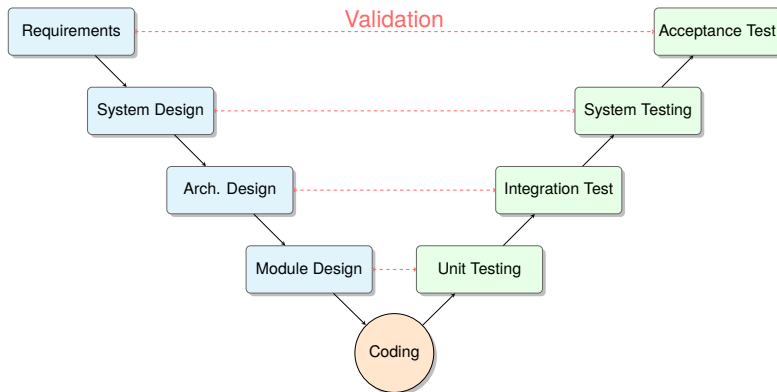 Validation
Requirements
Acceptance Test
System Design
System Testing
Arch. Design
Integration Test
Module Design
Unit Testing
Coding